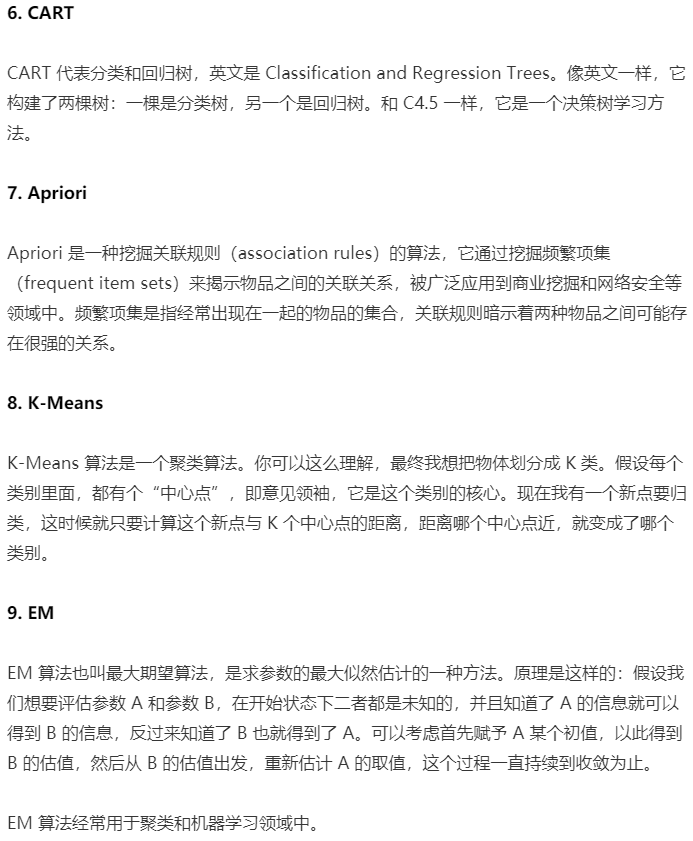 6. CART
CART 代表分类和回归树，英文是 Classification and Regression Trees。像英文一样，它
构建了两棵树：一棵是分类树，另一个是回归树。和 C4.5 一样，它是一个决策树学习方
法。
7. Apriori
Apriori 是一种挖掘关联规则（association rules）的算法，它通过挖掘频繁项集
（frequent item sets）来揭示物品之间的关联关系，被广泛应用到商业挖掘和网络安全等
领域中。频繁项集是指经常出现在一起的物品的集合，关联规则暗示着两种物品之间可能存
在很强的关系。
8. K-Means
K-Means 算法是一个聚类算法。你可以这么理解，最终我想把物体划分成 K 类。假设每个
类别里面，都有个“中心点”，即意见领袖，它是这个类别的核心。现在我有一个新点要归
类，这时候就只要计算这个新点与 K 个中心点的距离，距离哪个中心点近，就变成了哪个
类别。
9. EM
EM 算法也叫最大期望算法，是求参数的最大似然估计的一种方法。原理是这样的：假设我
们想要评估参数 A 和参数 B，在开始状态下二者都是未知的，并且知道了 A 的信息就可以
得到 B 的信息，反过来知道了 B 也就得到了 A。可以考虑首先赋予 A 某个初值，以此得到
B 的估值，然后从 B 的估值出发，重新估计 A 的取值，这个过程一直持续到收敛为止。
EM 算法经常用于聚类和机器学习领域中。